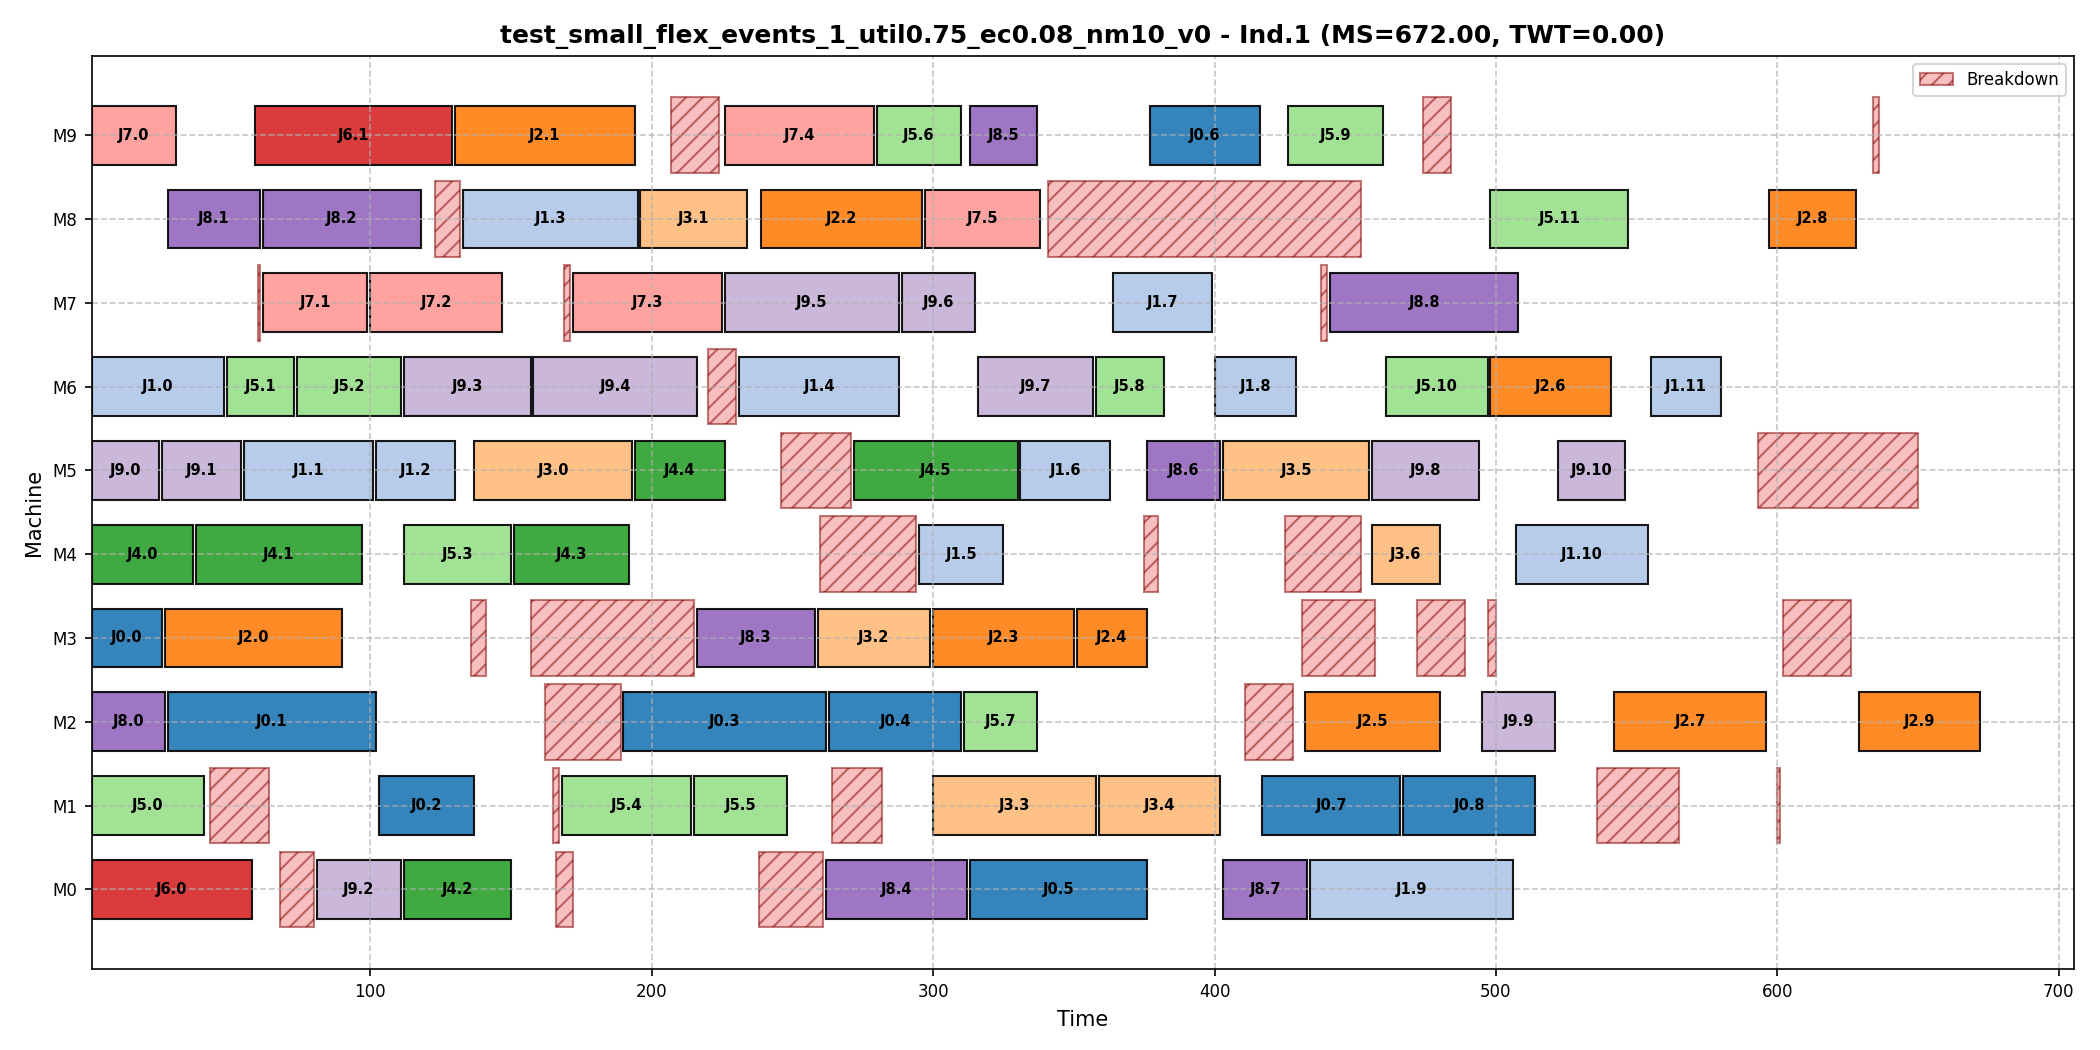 test_small_flex_events_1_util0.75_ec0.08_nm10_v0 - Ind.1 (MS=672.00, TWT=0.00)
Breakdown
M9 J7.0 J6.1 J2.1 J7.4 J5.6 J8.5 J0.6 J5.9
M8 J8.1 J8.2 J1.3 J3.1 J2.2 J7.5 J5.11 J2.8
M7 J7.1 J7.2 J7.3 J9.5 J9.6 J1.7 J8.8
M6 J1.0 J5.1 J5.2 J9.3 J9.4 J1.4 J9.7 J5.8 J1.8 J5.10 J2.6 J1.11
M5 J9.0 J9.1 J1.1 J1.2 J3.0 J4.4 J4.5 J1.6 J8.6 J3.5 J9.8 J9.10
Machine
M4 J4.0 J4.1 J5.3 J4.3 J1.5 J3.6 J1.10
M3 J0.0 J2.0 J8.3 J3.2 J2.3 J2.4
M2 J8.0 J0.1 J0.3 J0.4 J5.7 J2.5 J9.9 J2.7 J2.9
M1 J5.0 J0.2 J5.4 J5.5 J3.3 J3.4 J0.7 J0.8
M0 J6.0 J9.2 J4.2 J8.4 J0.5 J8.7 J1.9
100 200 300 400 500 600 700
Time